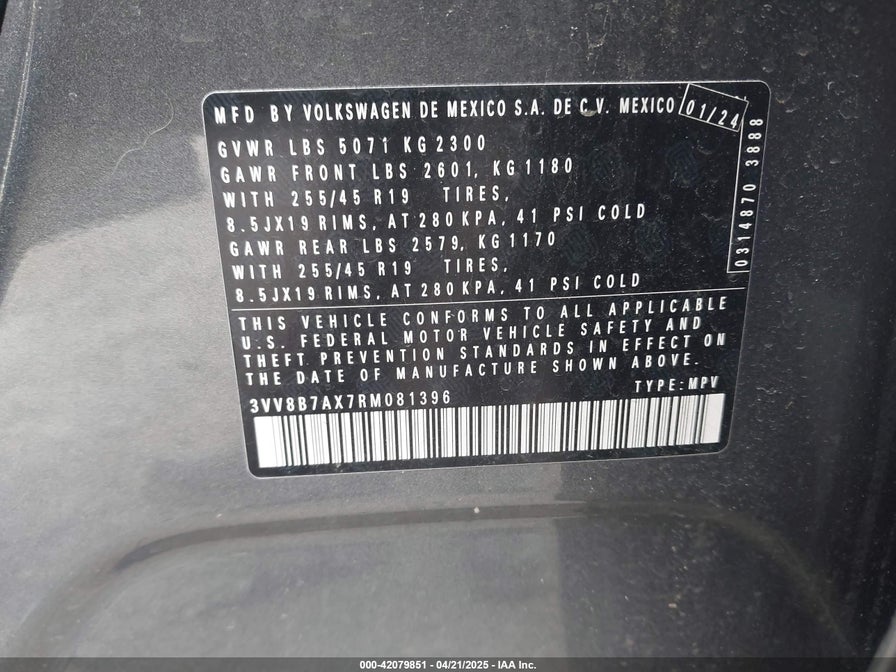 MFD BY VOLKSWAGEN DE MEXICO S.A. DE C.V. MEXICO 01/24
GVWR LBS 5071 KG 2300
GAWR FRONT LBS 2601, KG 1180
WITH 255/45 R19 TIRES,
8.5JX19 RIMS, AT 280 KPA, 41 PSI COLD
GAWR REAR LBS 2579, KG 1170
WITH 255/45 R19 TIRES,
8.5JX19 RIMS, AT 280 KPA, 41 PSI COLD
0314870 3888
THIS VEHICLE CONFORMS TO ALL APPLICABLE
U.S. FEDERAL MOTOR VEHICLE SAFETY AND
THEFT PREVENTION STANDARDS IN EFFECT ON
THE DATE OF MANUFACTURE SHOWN ABOVE.
TYPE: MPV
3VV8B7AX7RM081396
000-42079851 - 04/21/2025 - IAA Inc.